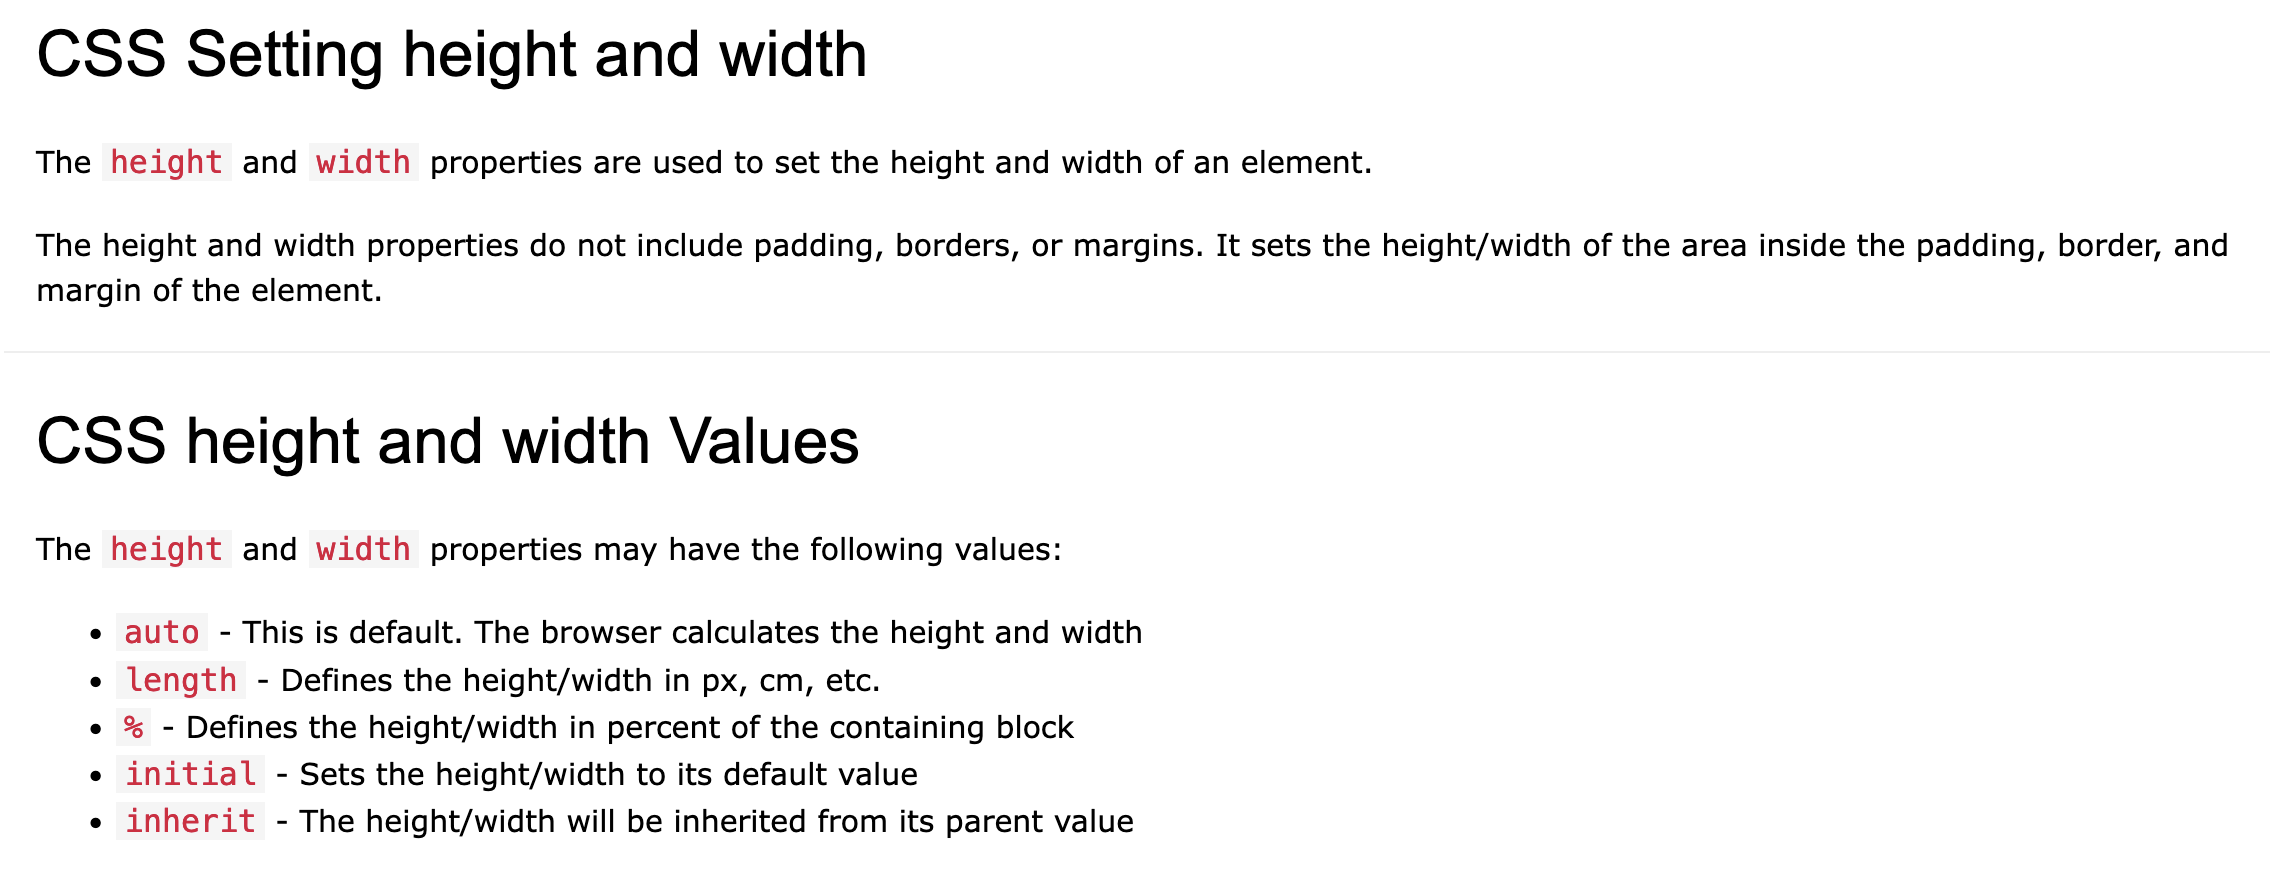 CSS Setting height and width
The height and width properties are used to set the height and width of an element.
The height and width properties do not include padding, borders, or margins. It sets the height/width of the area inside the padding, border, and
margin of the element.
CSS height and width Values
The height and width properties may have the following values:
• auto - This is default. The browser calculates the height and width
• length - Defines the height/width in px, cm, etc.
• % - Defines the height/width in percent of the containing block
• initial - Sets the height/width to its default value
• inherit - The height/width will be inherited from its parent value